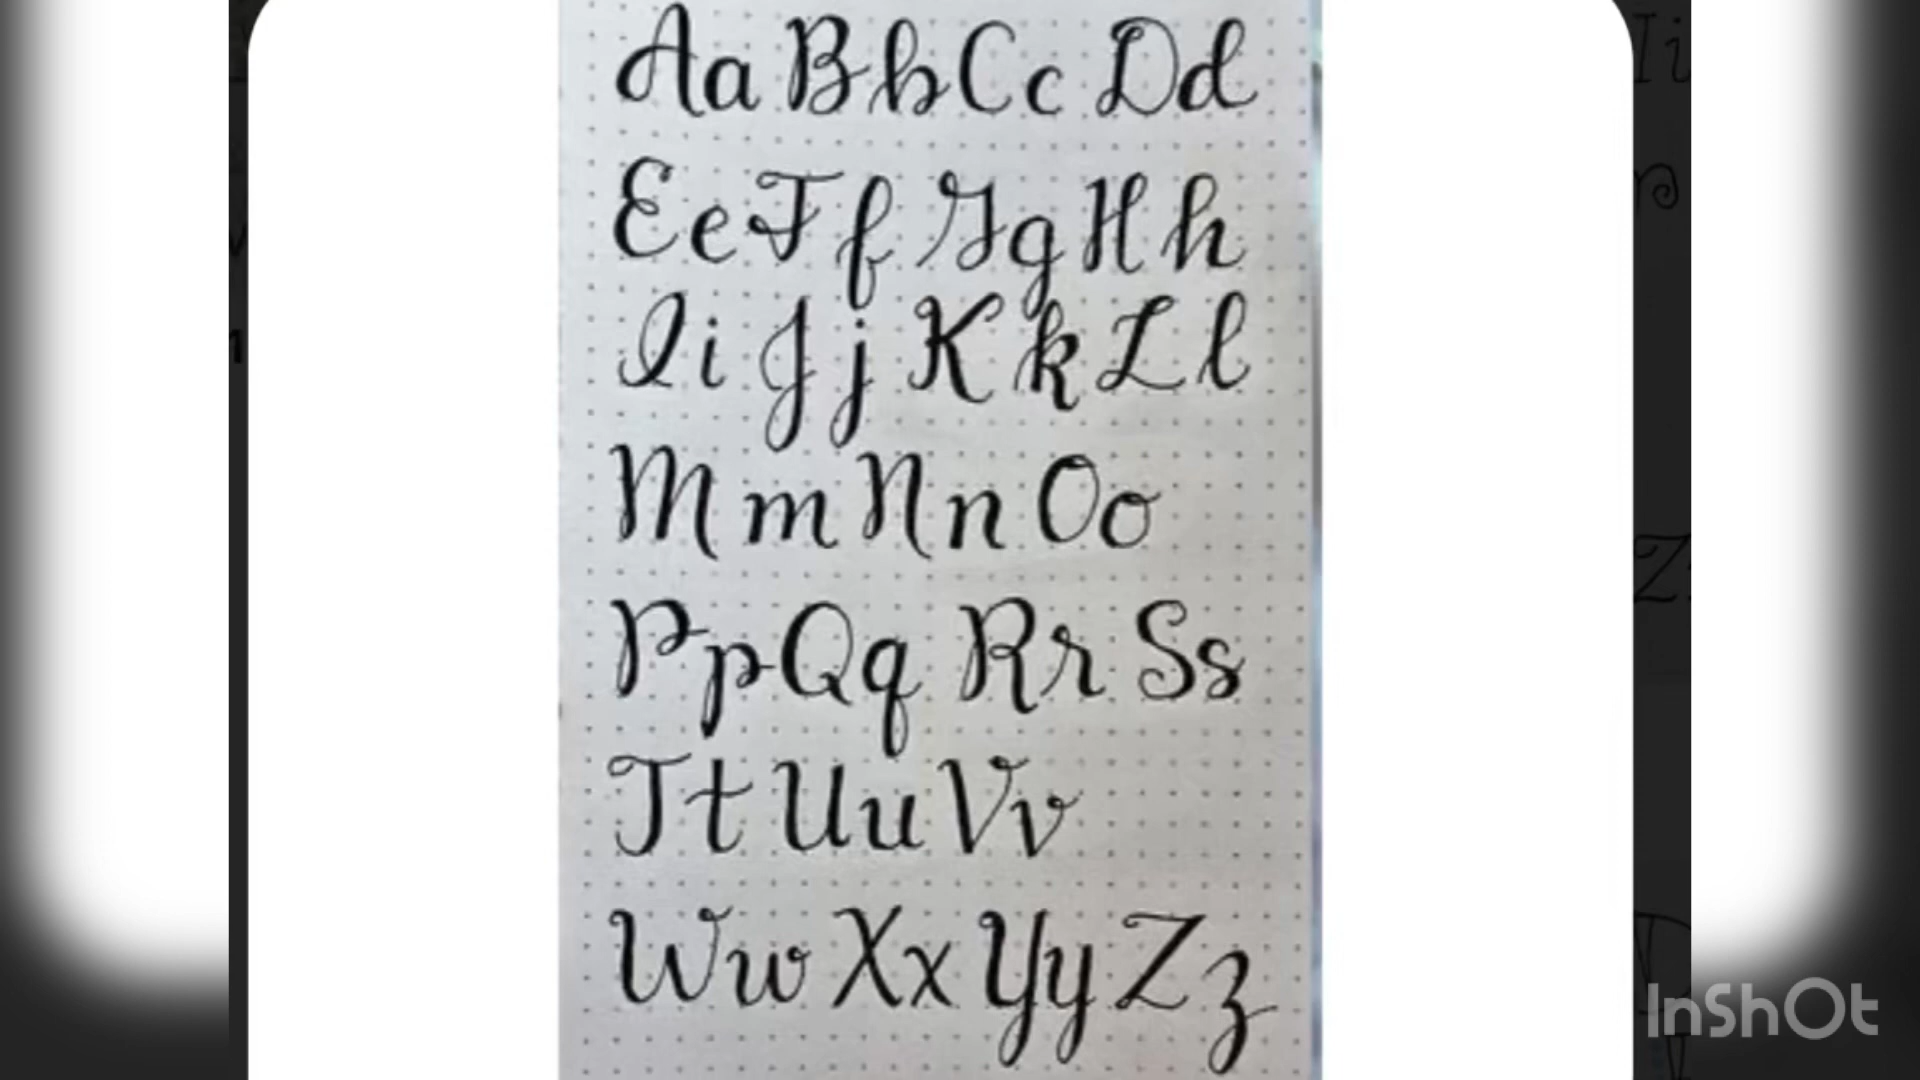 Aa Bb Cc Dd
Ee Ff Gg Hh
Ii Jj Kk Ll
Mm Nn Oo
Pp Qq Rr Ss
Tt Uu Vv
Ww Xx Yy Zz
Ii
Z
InShOt